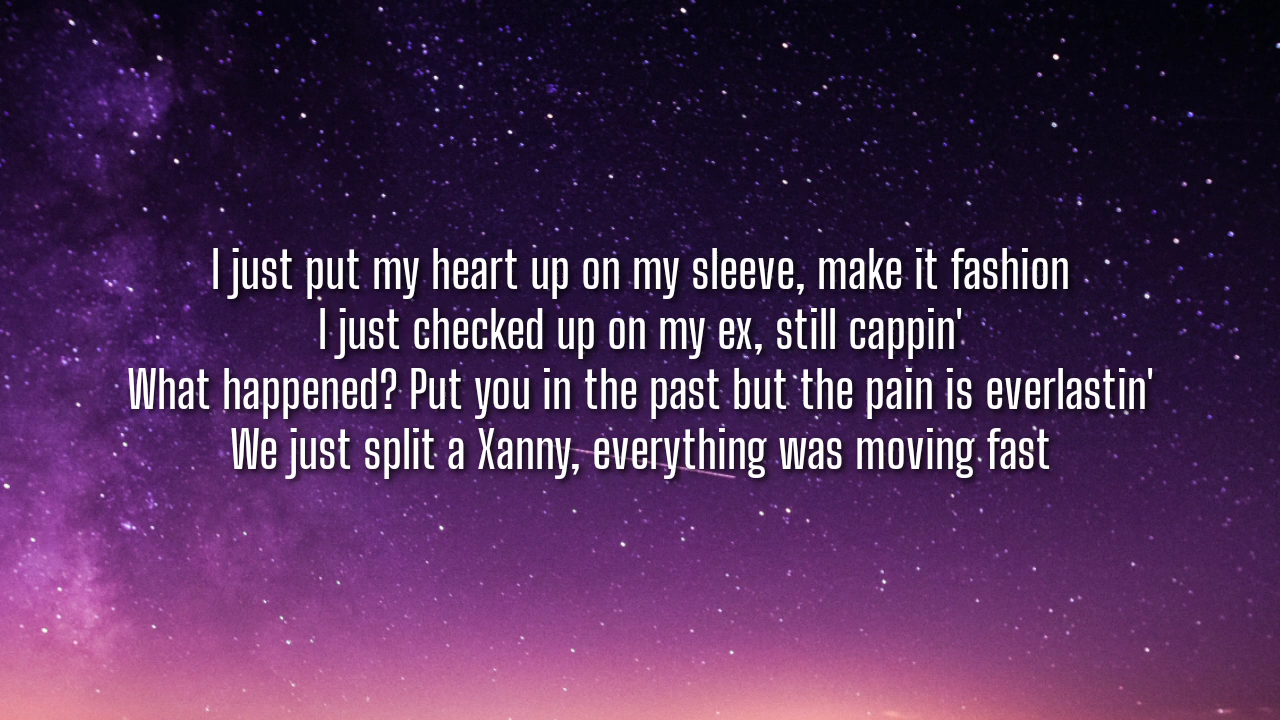 I just put my heart up on my sleeve, make it fashion
I just checked up on my ex, still cappin'
What happened? Put you in the past but the pain is everlastin'
We just split a Xanny, everything was moving fast